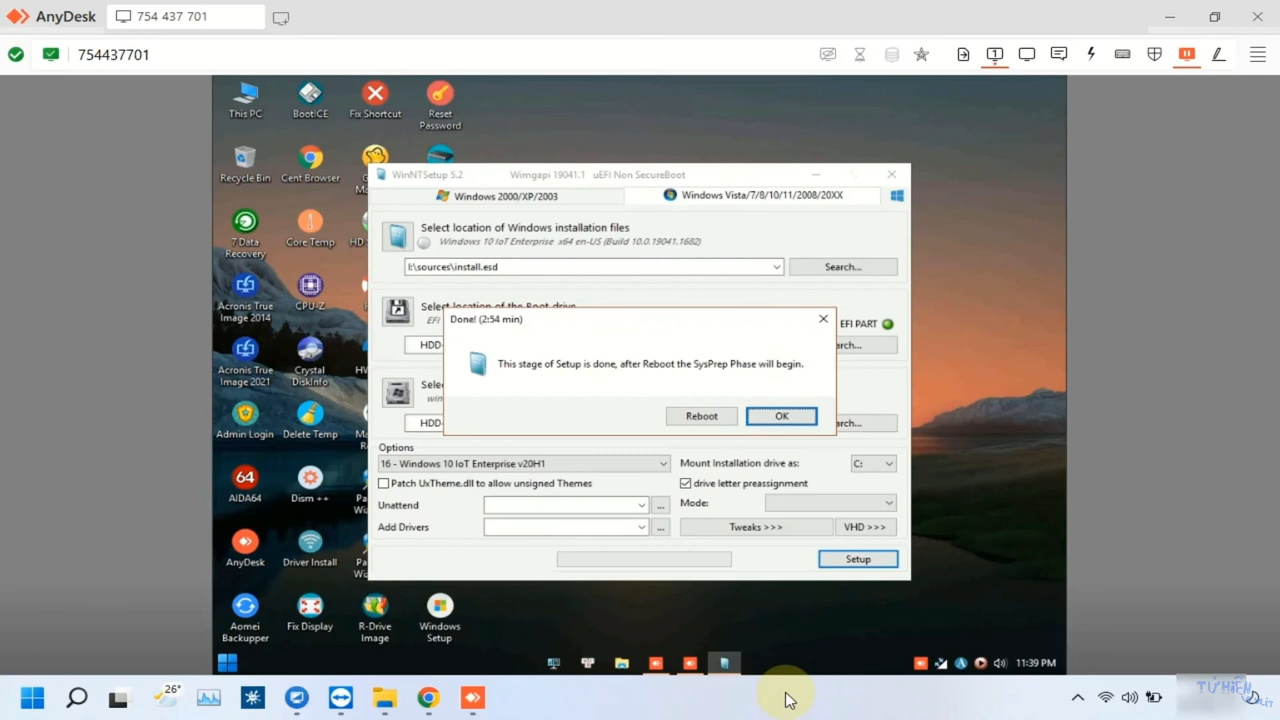 AnyDesk
754 437 701
754437701
This PC
BootICE
Fix Shortcut
Reset
Password
Recycle Bin
Cent Browser
WinNTSetup 5.2
Wimgapi 19041.1
uEFI Non SecureBoot
Windows 2000/XP/2003
Windows Vista/7/8/10/11/2008/20XX
7 Data
Recovery
Core Temp
HD
Select location of Windows installation files
Windows 10 IoT Enterprise x64 en-US (Build 10.0.19041.1682)
I:\sources\install.esd
Search...
Acronis True
Image 2014
CPU-Z
Select location of the Boot drive
EFI PART
HDD
arch...
Done! (2:54 min)
This stage of Setup is done, after Reboot the SysPrep Phase will begin.
Reboot
OK
Acronis True
Image 2021
Crystal
DiskInfo
Sele
win
HDD
arch...
Admin Login
Delete Temp
Options
16 - Windows 10 IoT Enterprise v20H1
Mount Installation drive as:
C:
Patch UxTheme.dll to allow unsigned Themes
drive letter preassignment
Unattend
...
Mode:
Add Drivers
...
Tweaks >>>
VHD >>>
Setup
64
AIDA64
Dism ++
AnyDesk
Driver Install
Aomei
Backupper
Fix Display
R-Drive
Image
Windows
Setup
11:39 PM
26°
TỪ HIỀN